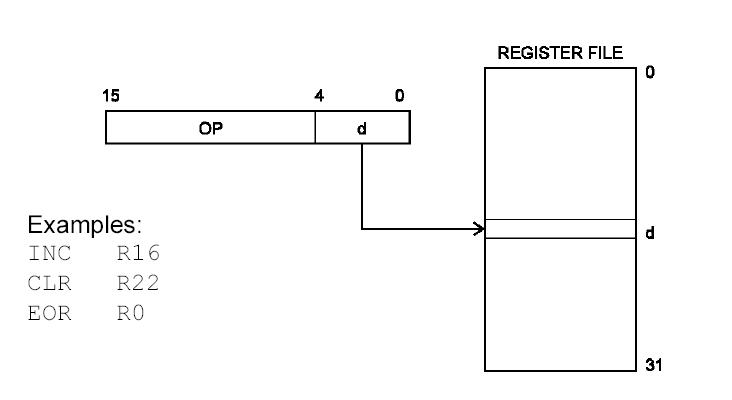 REGISTER FILE
0
15 4 0
OP d
d
Examples:
INC R16
CLR R22
EOR R0
31